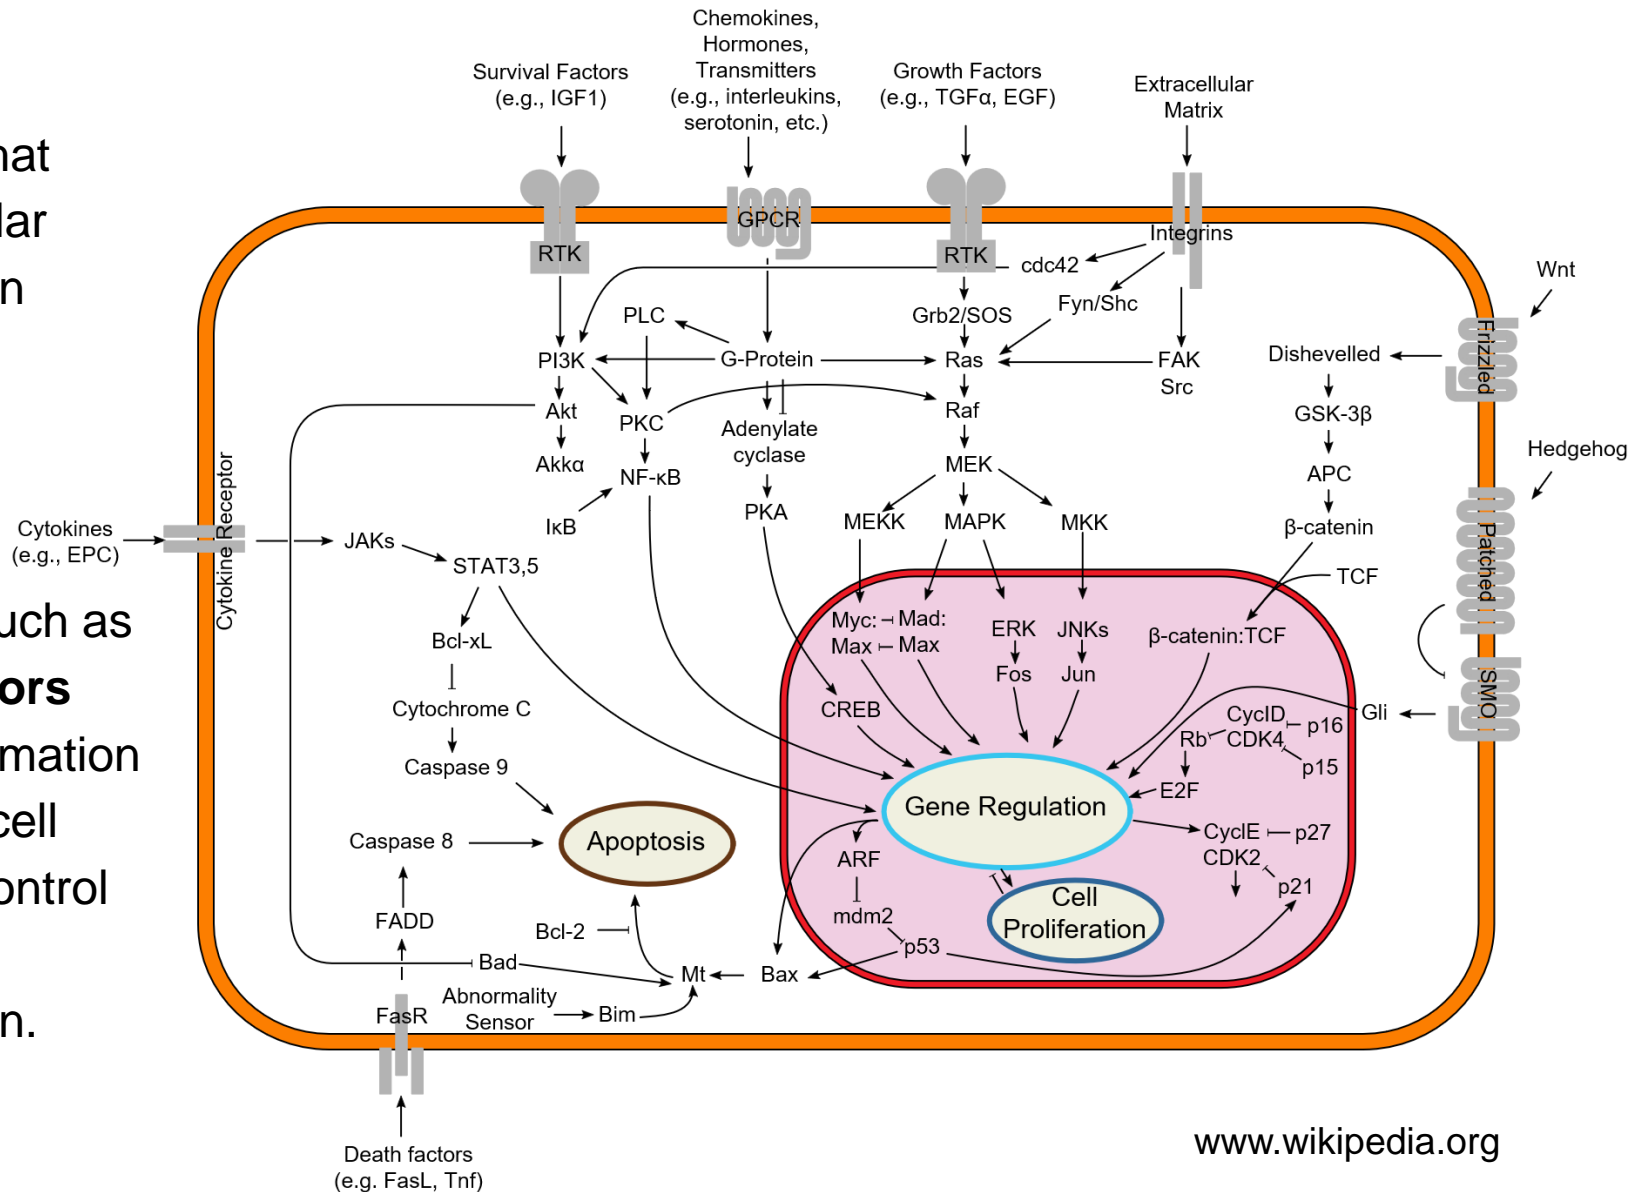 Chemokines,
Hormones,
Transmitters
(e.g., interleukins,
serotonin, etc.)
Survival Factors
(e.g., IGF1)
Growth Factors
(e.g., TGFα, EGF)
Extracellular
Matrix
lar
n
uch as
ors
mation
cell
ontrol
n.
RTK
GPCR
RTK
Integrins
cdc42
Fyn/Shc
Wnt
Frizzled
PLC
Grb2/SOS
PI3K
G-Protein
Ras
FAK
Src
Dishevelled
Akt
PKC
Adenylate
cyclase
Raf
GSK-3β
Akkα
NF-κB
MEK
APC
Hedgehog
Patched
Cytokines
(e.g., EPC)
Cytokine Receptor
JAKs
IκB
PKA
MEKK
MAPK
MKK
β-catenin
STAT3,5
TCF
Bcl-xL
Myc:
Max
Mad:
Max
ERK
JNKs
β-catenin:TCF
Fos
Jun
SMO
Cytochrome C
CREB
Gli
CyclD
CDK4
p16
Rb
p15
Caspase 9
E2F
Gene Regulation
Apoptosis
Caspase 8
ARF
CyclE
CDK2
p27
p21
Cell
Proliferation
FADD
Bcl-2
mdm2
p53
Bad
Mt
Bax
Abnormality
Sensor
Bim
FasR
Death factors
(e.g. FasL, Tnf)
www.wikipedia.org